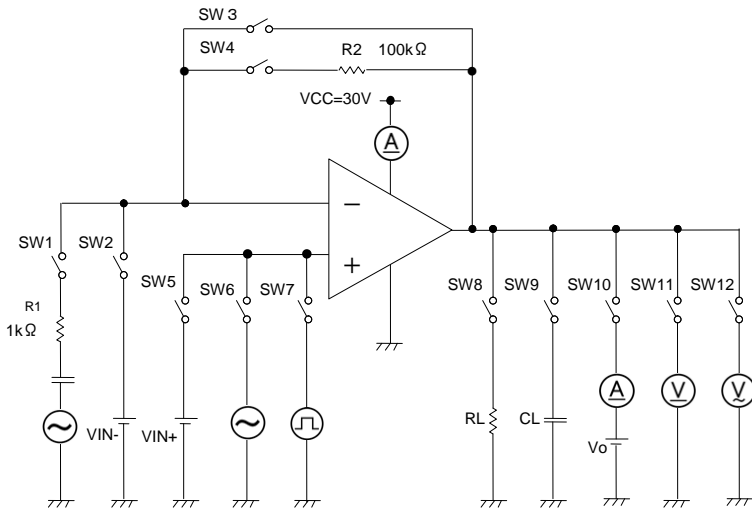 SW 3
SW4
R2 100kΩ
VCC=30V
A
−
+
SW1
SW2
SW5
SW6
SW7
SW8
SW9
SW10
SW11
SW12
R1
1kΩ
VIN-
VIN+
RL
CL
A
V
V
Vo